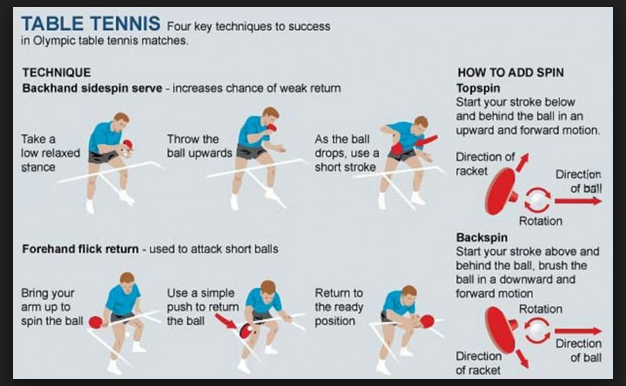 TABLE TENNIS Four key techniques to success
in Olympic table tennis matches.
TECHNIQUE
Backhand sidespin serve - increases chance of weak return
Take a
low relaxed
stance
Throw the
ball upwards
As the ball
drops, use a
short stroke
Forehand flick return - used to attack short balls
Bring your
arm up to
spin the ball
Use a simple
push to return
the ball
Return to
the ready
position
HOW TO ADD SPIN
Topspin
Start your stroke below
and behind the ball in an
upward and forward motion.
Direction of
racket
Direction
of ball
Rotation
Backspin
Start your stroke above and
behind the ball, brush the
ball in a downward and
forward motion
Rotation
Direction
of ball
Direction
of racket